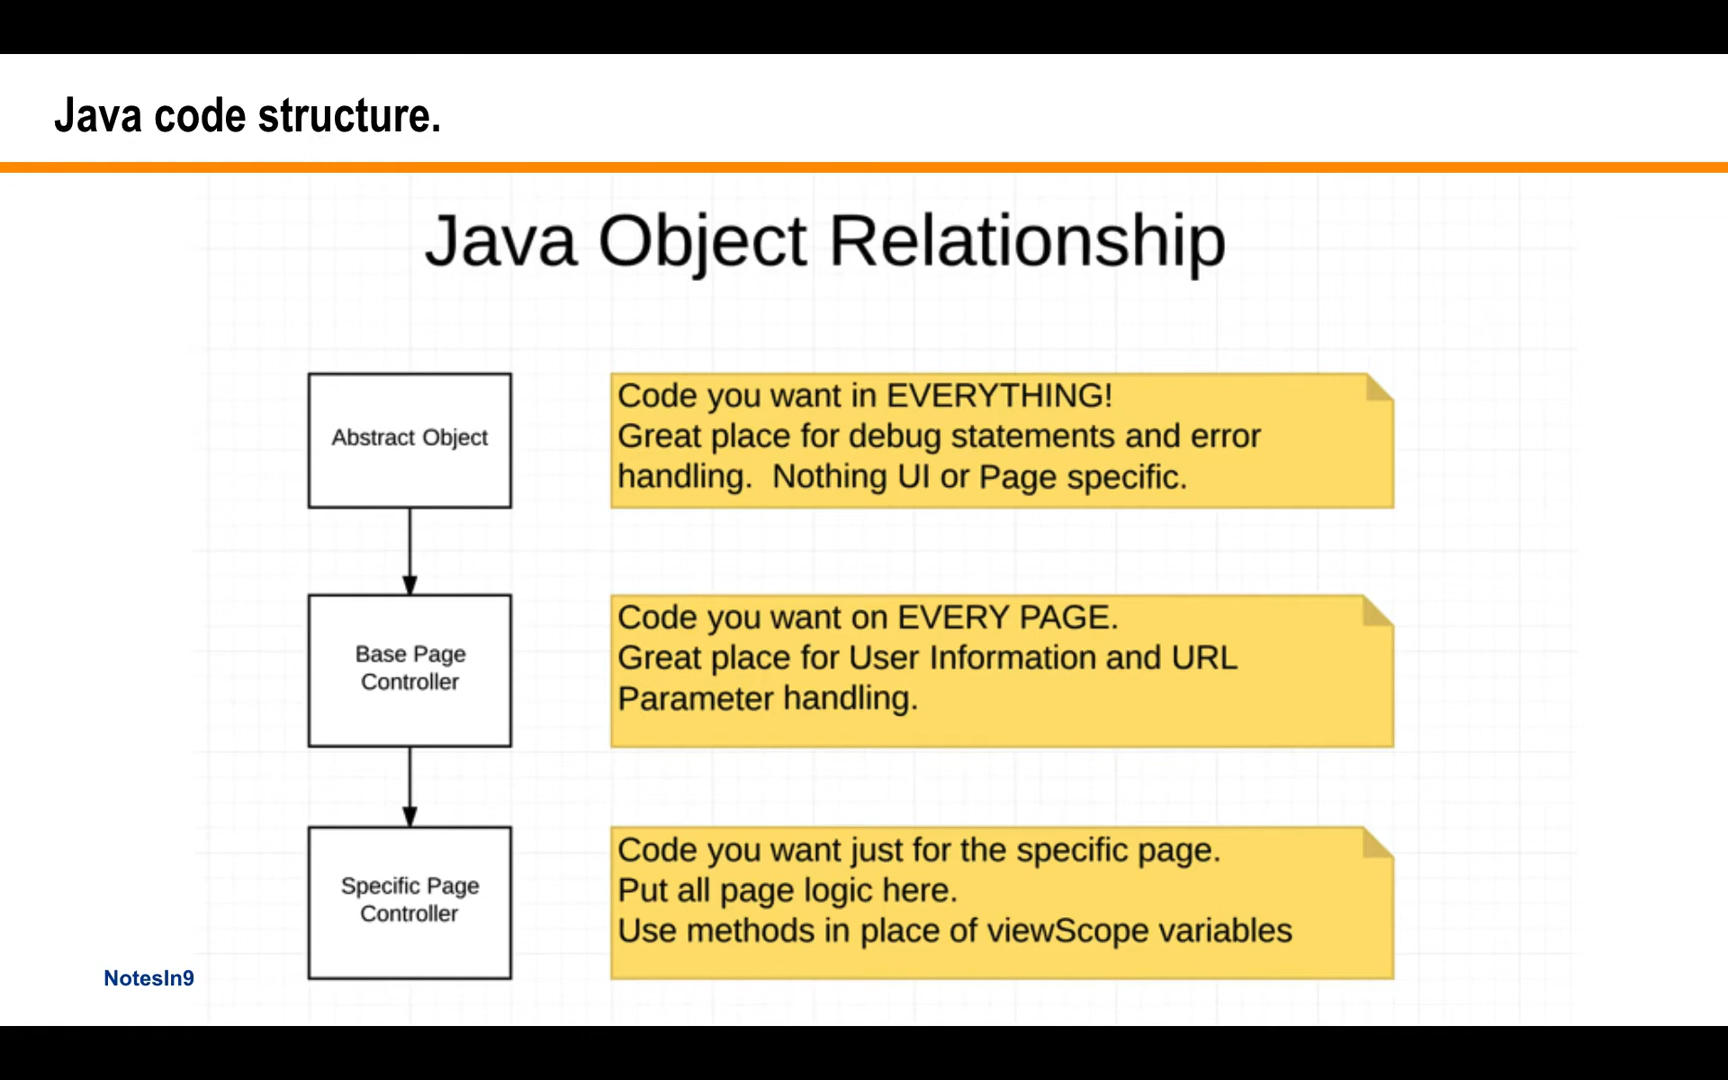 Java code structure.
Java Object Relationship
Abstract Object
Code you want in EVERYTHING!
Great place for debug statements and error
handling.  Nothing UI or Page specific.
Base Page
Controller
Code you want on EVERY PAGE.
Great place for User Information and URL
Parameter handling.
Specific Page
Controller
Code you want just for the specific page.
Put all page logic here.
Use methods in place of viewScope variables
NotesIn9